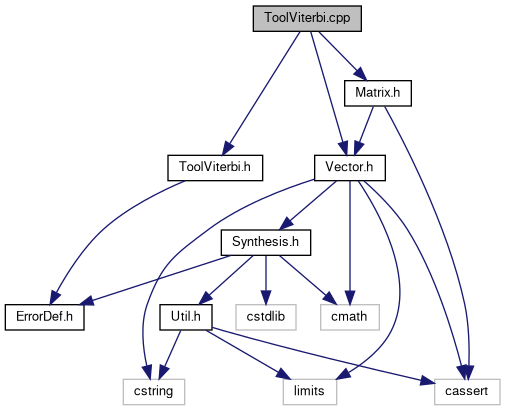 ToolViterbi.cpp
Matrix.h
ToolViterbi.h
Vector.h
Synthesis.h
ErrorDef.h
Util.h
cstdlib
cmath
cstring
limits
cassert